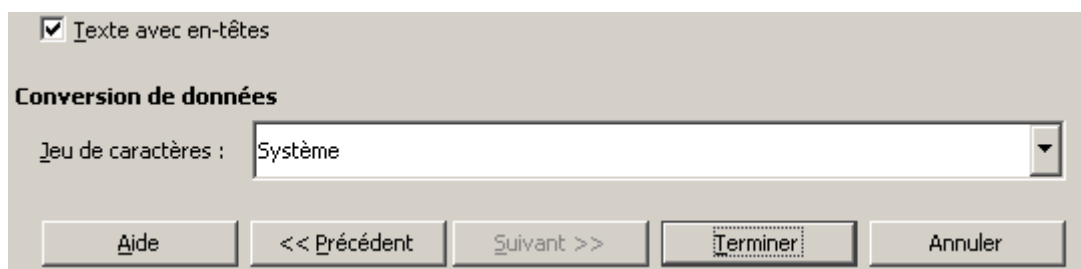 Texte avec en-têtes
Conversion de données
Jeu de caractères : Système
Aide << Précédent Suivant >> Terminer Annuler